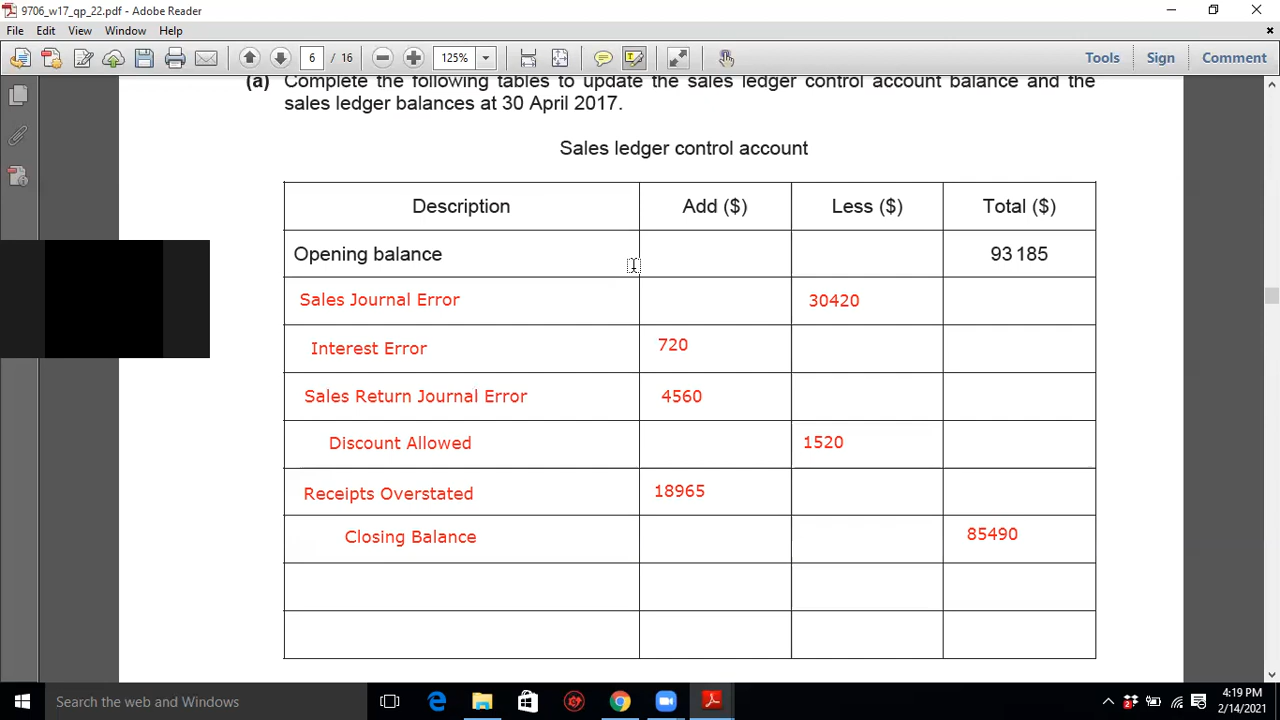 9706_w17_qp_22.pdf - Adobe Reader
File Edit View Window Help
6 / 16 125% Tools Sign Comment
(a) Complete the following tables to update the sales ledger control account balance and the
sales ledger balances at 30 April 2017.
Sales ledger control account
Description Add ($) Less ($) Total ($)
Opening balance 93 185
Sales Journal Error 30420
Interest Error 720
Sales Return Journal Error 4560
Discount Allowed 1520
Receipts Overstated 18965
Closing Balance 85490
Search the web and Windows
4:19 PM
2/14/2021